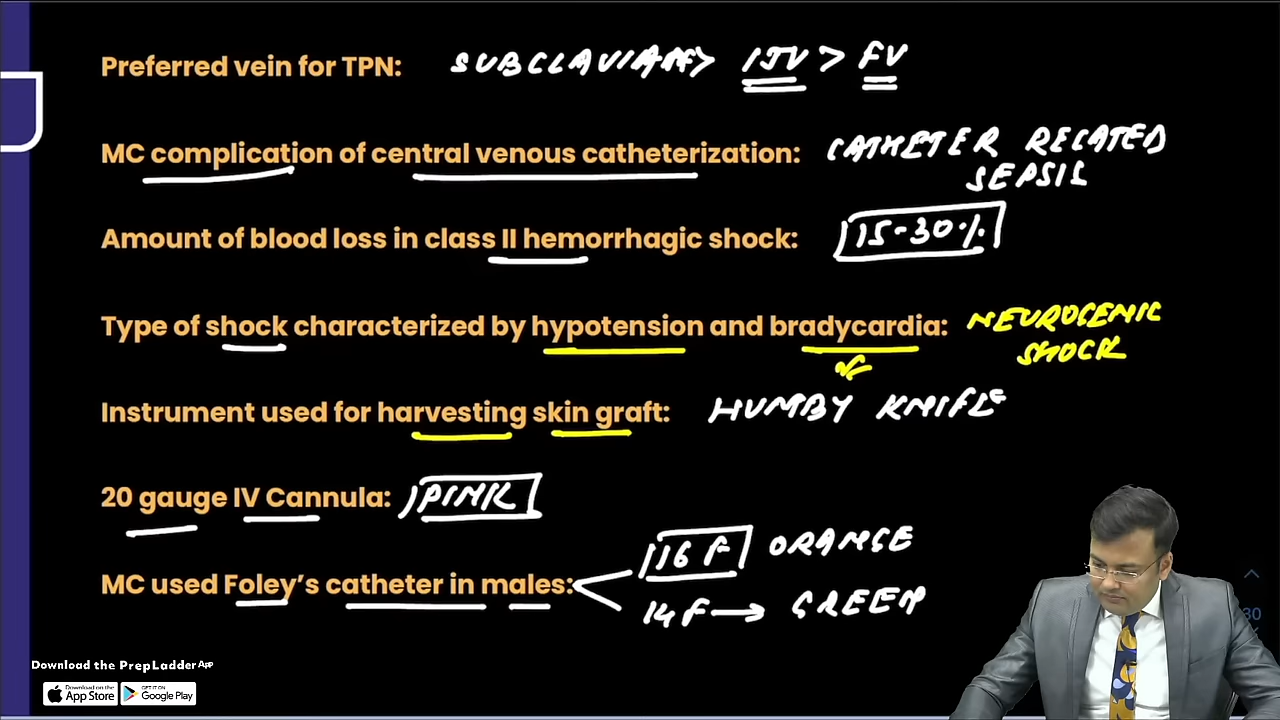 Preferred vein for TPN: SUBCLAVIAN > IJV > FV
MC complication of central venous catheterization: CATHETER RELATED
SEPSIS
Amount of blood loss in class II hemorrhagic shock: 15-30%
Type of shock characterized by hypotension and bradycardia: NEUROGENIC
SHOCK
Instrument used for harvesting skin graft: HUMBY KNIFE
20 gauge IV Cannula: PINK
16 F ORANGE
MC used Foley's catheter in males:
14 F → GREEN
30
Download the PrepLadder App
Download on the App Store GET IT ON Google Play